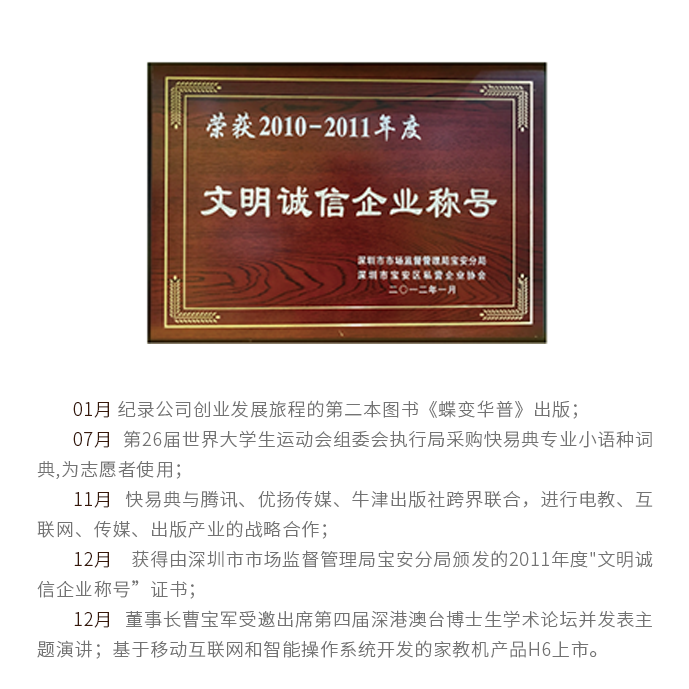 荣获2010-2011年度
文明诚信企业称号
深圳市市场监督管理局宝安分局
深圳市宝安区私营企业协会
二〇一二年一月
01月 纪录公司创业发展旅程的第二本图书《蝶变华普》出版；
07月 第26届世界大学生运动会组委会执行局采购快易典专业小语种词
典,为志愿者使用；
11月 快易典与腾讯、优扬传媒、牛津出版社跨界联合，进行电教、互
联网、传媒、出版产业的战略合作；
12月 获得由深圳市市场监督管理局宝安分局颁发的2011年度"文明诚
信企业称号”证书；
12月 董事长曹宝军受邀出席第四届深港澳台博士生学术论坛并发表主
题演讲；基于移动互联网和智能操作系统开发的家教机产品H6上市。